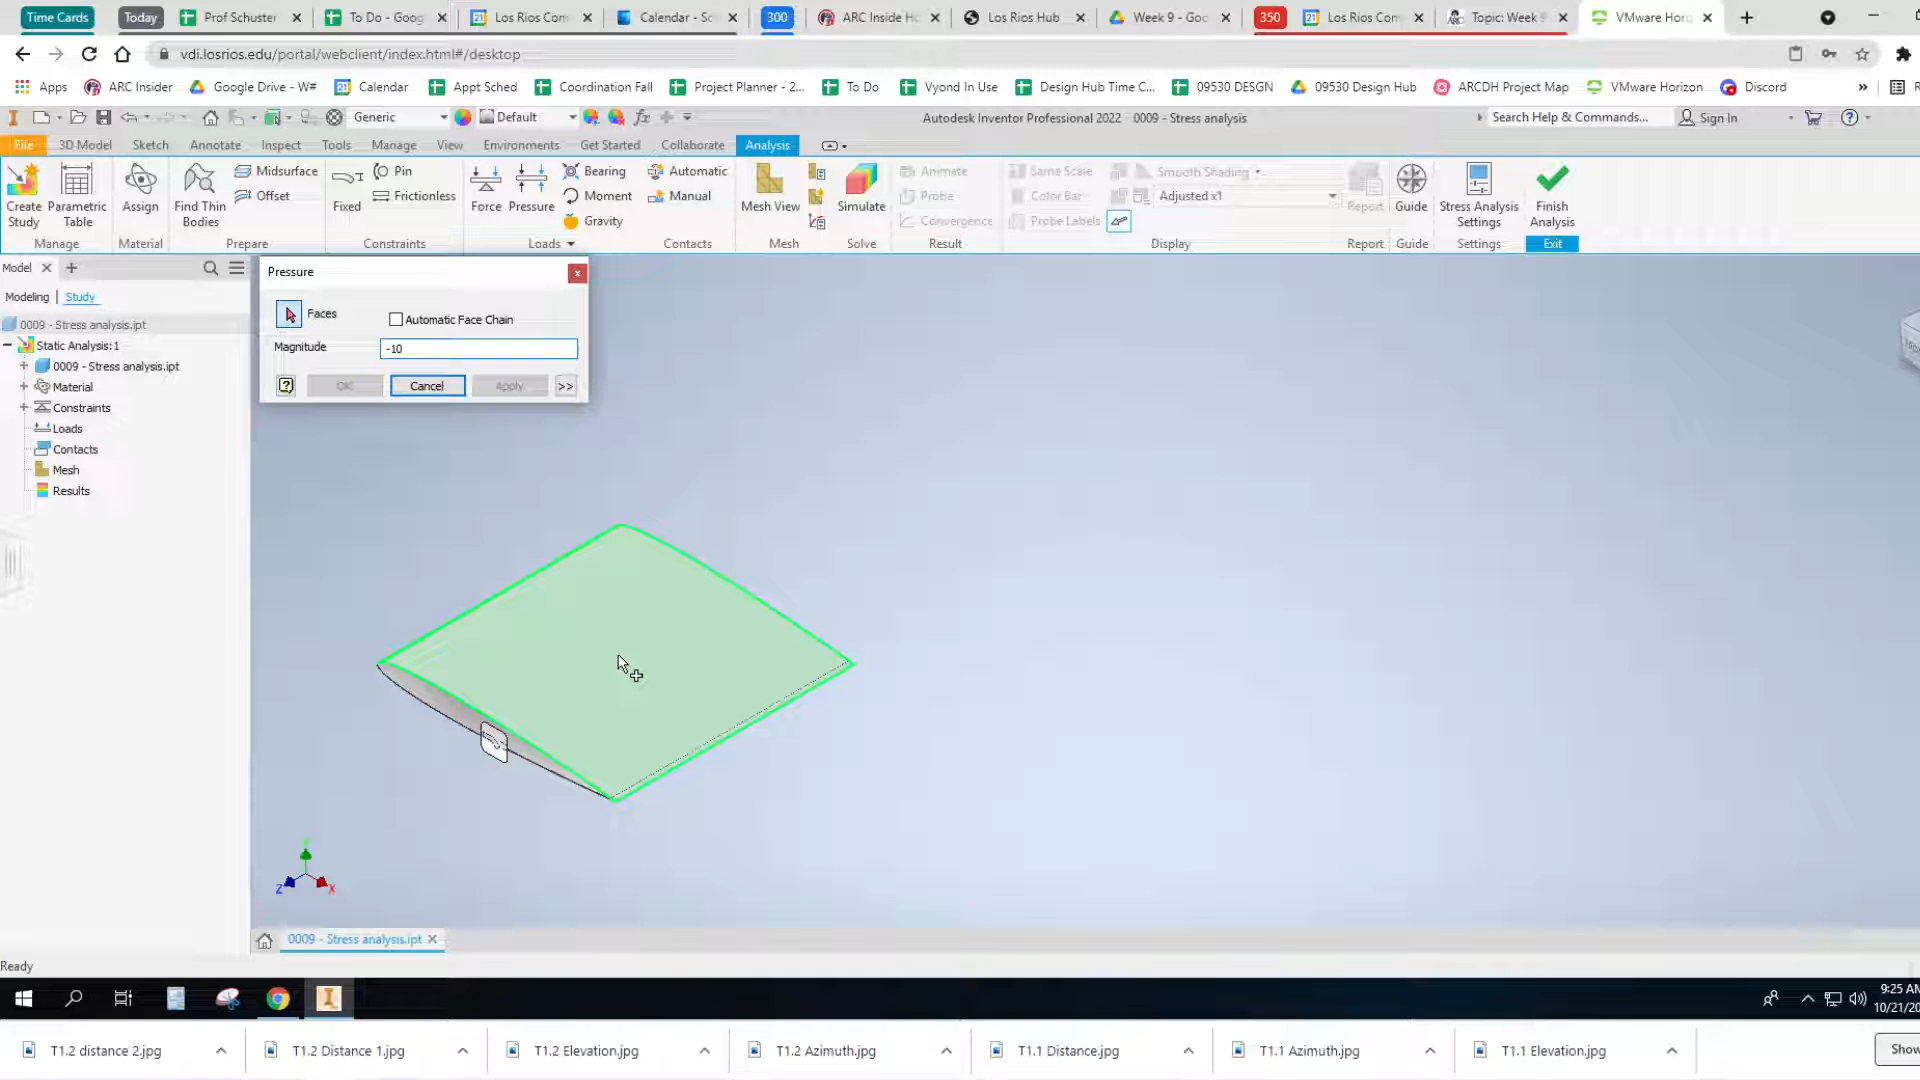 Time Cards
Today
Prof Schuster
To Do - Goog
Los Rios Com
Calendar - Sc
300
ARC Inside Ho
Los Rios Hub
Week 9 - Goo
350
Los Rios Com
Topic: Week 9
VMware Hori
vdi.losrios.edu/portal/webclient/index.html#/desktop
Apps
ARC Insider
Google Drive - W#
Calendar
Appt Sched
Coordination Fall
Project Planner - 2...
To Do
Vyond In Use
Design Hub Time C...
09530 DESGN
09530 Design Hub
ARCDH Project Map
VMware Horizon
Discord
Generic
Default
Autodesk Inventor Professional 2022 0009 - Stress analysis
Search Help & Commands...
Sign In
File
3D Model
Sketch
Annotate
Inspect
Tools
Manage
View
Environments
Get Started
Collaborate
Analysis
Create Study
Parametric Table
Assign
Find Thin Bodies
Midsurface
Offset
Fixed
Pin
Frictionless
Force
Pressure
Bearing
Moment
Gravity
Automatic
Manual
Mesh View
Simulate
Animate
Probe
Convergence
Same Scale
Color Bar
Probe Labels
Smooth Shading
Adjusted x1
Report
Guide
Stress Analysis Settings
Finish Analysis
Manage
Material
Prepare
Constraints
Loads
Contacts
Mesh
Solve
Result
Display
Report
Guide
Settings
Exit
Model
Modeling
Study
0009 - Stress analysis.ipt
Static Analysis:1
0009 - Stress analysis.ipt
Material
Constraints
Loads
Contacts
Mesh
Results
Pressure
Faces
Automatic Face Chain
Magnitude
-10
OK
Cancel
Apply
>>
Z
X
0009 - Stress analysis.ipt
Ready
9:25 AM
10/21/20
T1.2 distance 2.jpg
T1.2 Distance 1.jpg
T1.2 Elevation.jpg
T1.2 Azimuth.jpg
T1.1 Distance.jpg
T1.1 Azimuth.jpg
T1.1 Elevation.jpg
Show